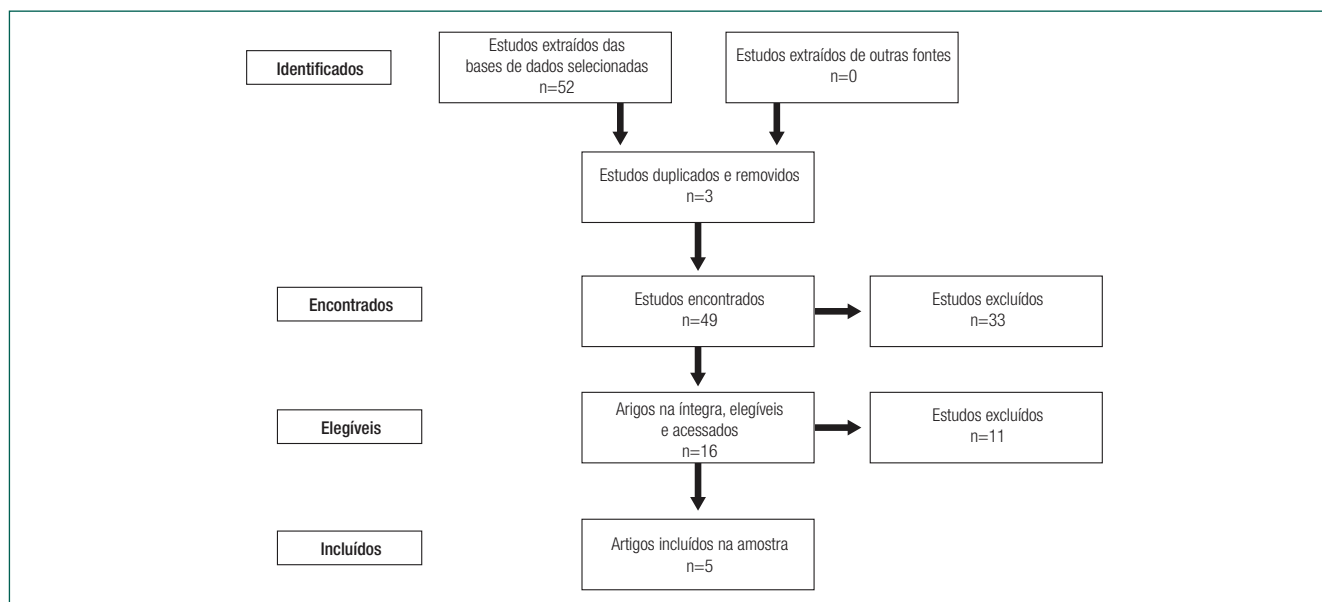 Identificados
Estudos extraídos das
bases de dados selecionadas
n=52
Estudos extraídos de outras fontes
n=0
Estudos duplicados e removidos
n=3
Encontrados
Estudos encontrados
n=49
Estudos excluídos
n=33
Elegíveis
Arigos na íntegra, elegíveis
e acessados
n=16
Estudos excluídos
n=11
Incluídos
Artigos incluídos na amostra
n=5